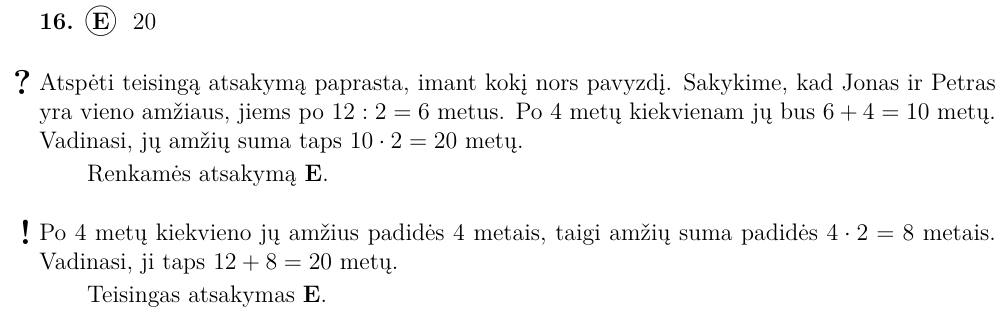 16. E 20
? Atspėti teisingą atsakymą paprasta, imant kokį nors pavyzdį. Sakykime, kad Jonas ir Petras
yra vieno amžiaus, jiems po 12 : 2 = 6 metus. Po 4 metų kiekvienam jų bus 6 + 4 = 10 metų.
Vadinasi, jų amžių suma taps 10 · 2 = 20 metų.
Renkamės atsakymą E.
! Po 4 metų kiekvieno jų amžius padidės 4 metais, taigi amžių suma padidės 4 · 2 = 8 metais.
Vadinasi, ji taps 12 + 8 = 20 metų.
Teisingas atsakymas E.